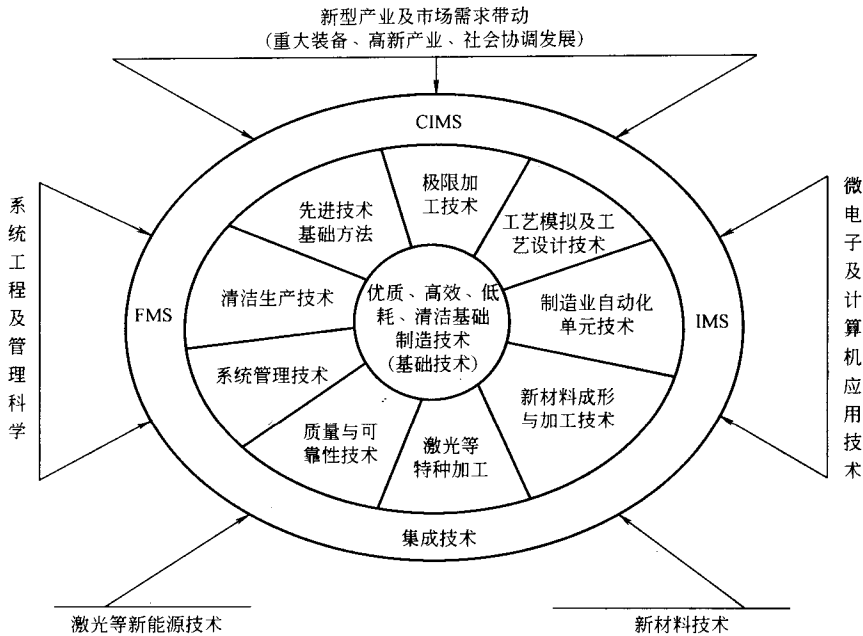 新型产业及市场需求带动
(重大装备、高新产业、社会协调发展)
CIMS
极限加
工技术
先进技术
基础方法
工艺模拟及工
艺设计技术
清洁生产技术
优质、高效、低
耗、清洁基础
制造技术
(基础技术)
制造业自动化
单元技术
FMS
IMS
系统管理技术
新材料成形
与加工技术
质量与可
靠性技术
激光等
特种加工
集成技术
系统工程及管理科学
微电子及计算机应用技术
激光等新能源技术
新材料技术